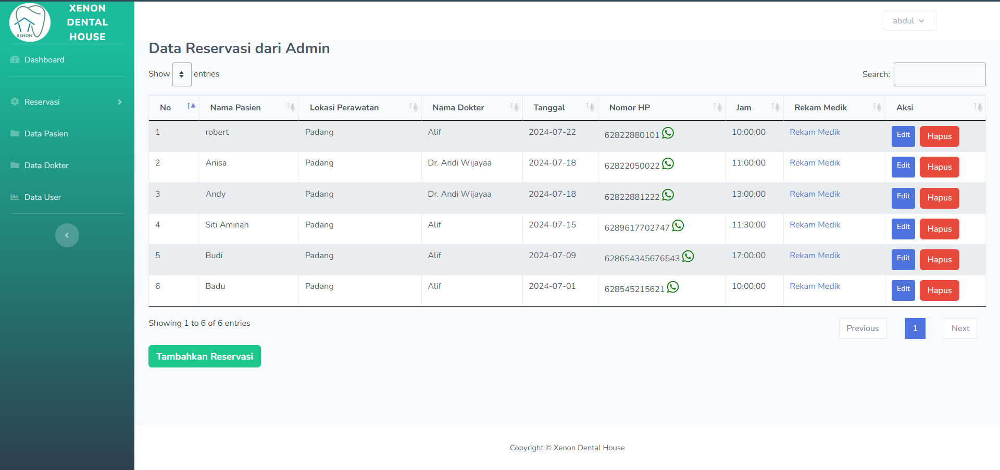 XENON
XENON
DENTAL
HOUSE
abdul
Dashboard
Reservasi
Data Pasien
Data Dokter
Data User
Data Reservasi dari Admin
Show entries
Search:
No Nama Pasien Lokasi Perawatan Nama Dokter Tanggal Nomor HP Jam Rekam Medik Aksi
1 robert Padang Alif 2024-07-22 62822880101 10:00:00 Rekam Medik Edit Hapus
2 Anisa Padang Dr. Andi Wijayaa 2024-07-18 62822050022 11:00:00 Rekam Medik Edit Hapus
3 Andy Padang Dr. Andi Wijayaa 2024-07-18 62822881222 13:00:00 Rekam Medik Edit Hapus
4 Siti Aminah Padang Alif 2024-07-15 6289617702747 11:30:00 Rekam Medik Edit Hapus
5 Budi Padang Alif 2024-07-09 628654345676543 17:00:00 Rekam Medik Edit Hapus
6 Badu Padang Alif 2024-07-01 628545215621 10:00:00 Rekam Medik Edit Hapus
Showing 1 to 6 of 6 entries
Previous 1 Next
Tambahkan Reservasi
Copyright © Xenon Dental House